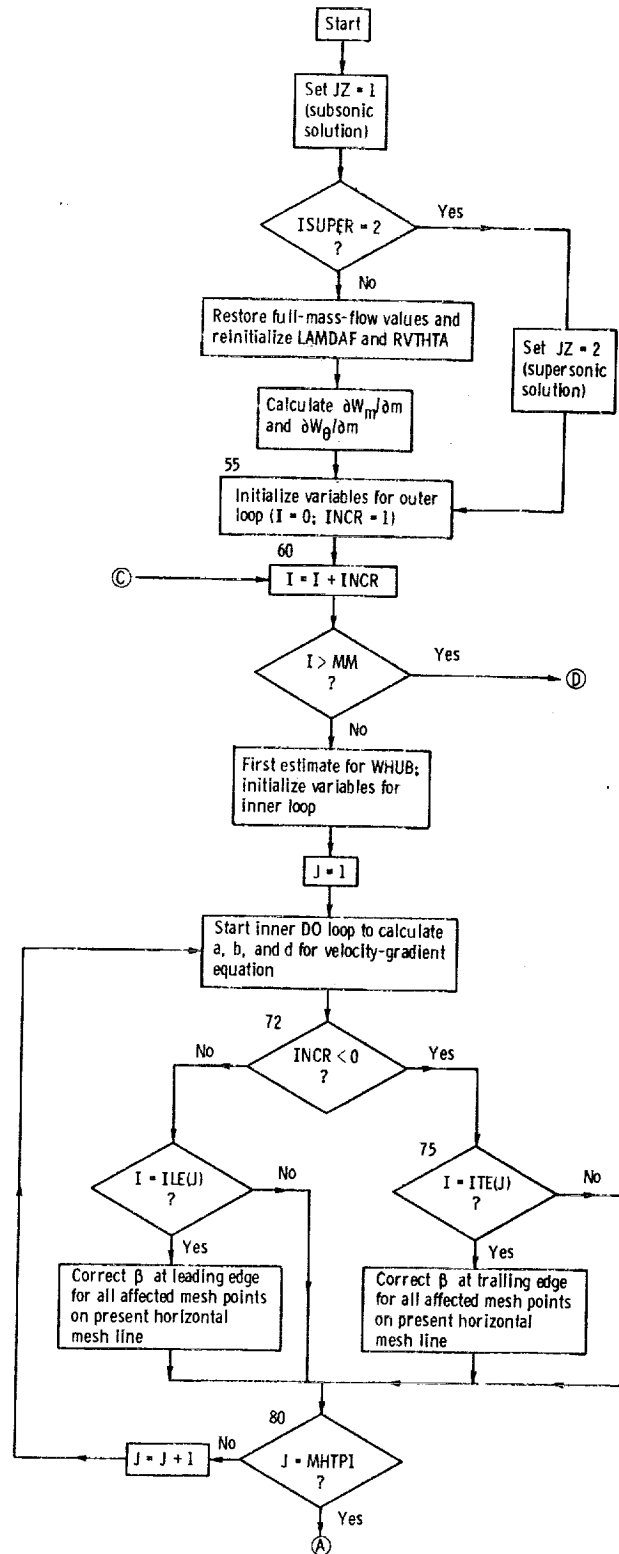 Start
Set JZ = 1
(subsonic
solution)
ISUPER = 2
?
Yes
No
Restore full-mass-flow values and
reinitialize LAMDAF and RVTHTA
Set JZ = 2
(supersonic
solution)
Calculate ∂Wm/∂m
and ∂Wθ/∂m
55
Initialize variables for outer
loop (I = 0; INCR = 1)
60
C
I = I + INCR
I > MM
?
Yes
D
No
First estimate for WHUB;
initialize variables for
inner loop
J = 1
Start inner DO loop to calculate
a, b, and d for velocity-gradient
equation
72
INCR < 0
?
No
Yes
I = ILE(J)
?
No
Yes
75
I = ITE(J)
?
No
Yes
Correct β at leading edge
for all affected mesh points
on present horizontal
mesh line
Correct β at trailing edge
for all affected mesh points
on present horizontal
mesh line
80
J = MHTP1
?
No
J = J + 1
Yes
A